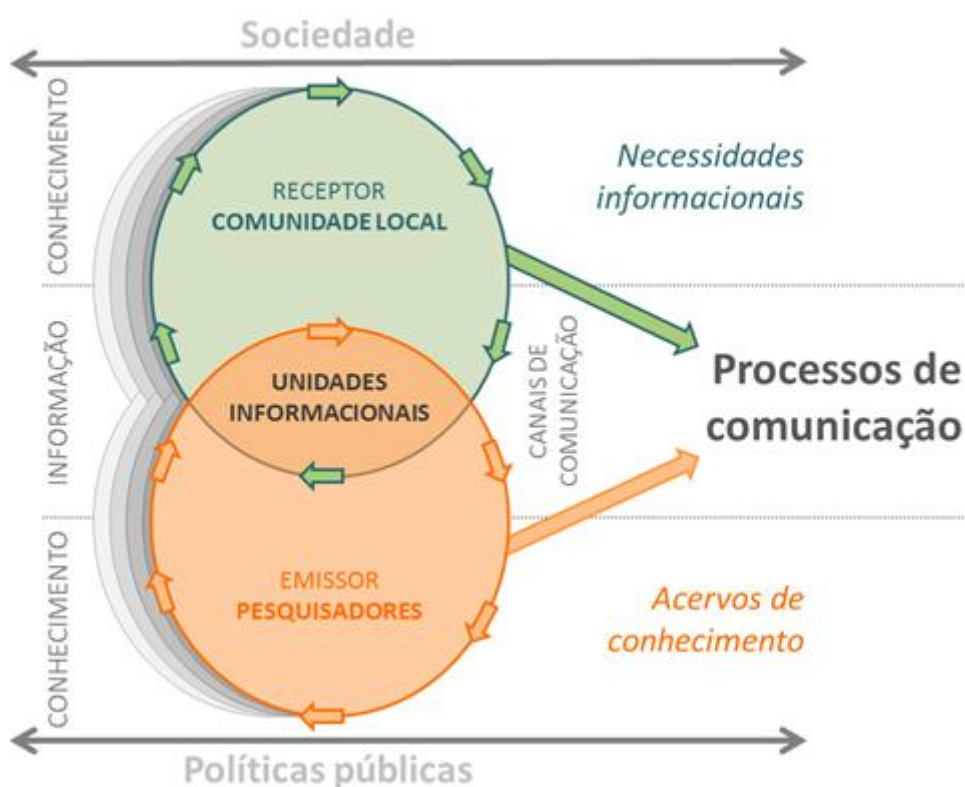 Sociedade
CONHECIMENTO
RECEPTOR
COMUNIDADE LOCAL
Necessidades
informacionais
INFORMAÇÃO
UNIDADES
INFORMACIONAIS
CANAIS DE
COMUNICAÇÃO
Processos de
comunicação
CONHECIMENTO
EMISSOR
PESQUISADORES
Acervos de
conhecimento
Políticas públicas